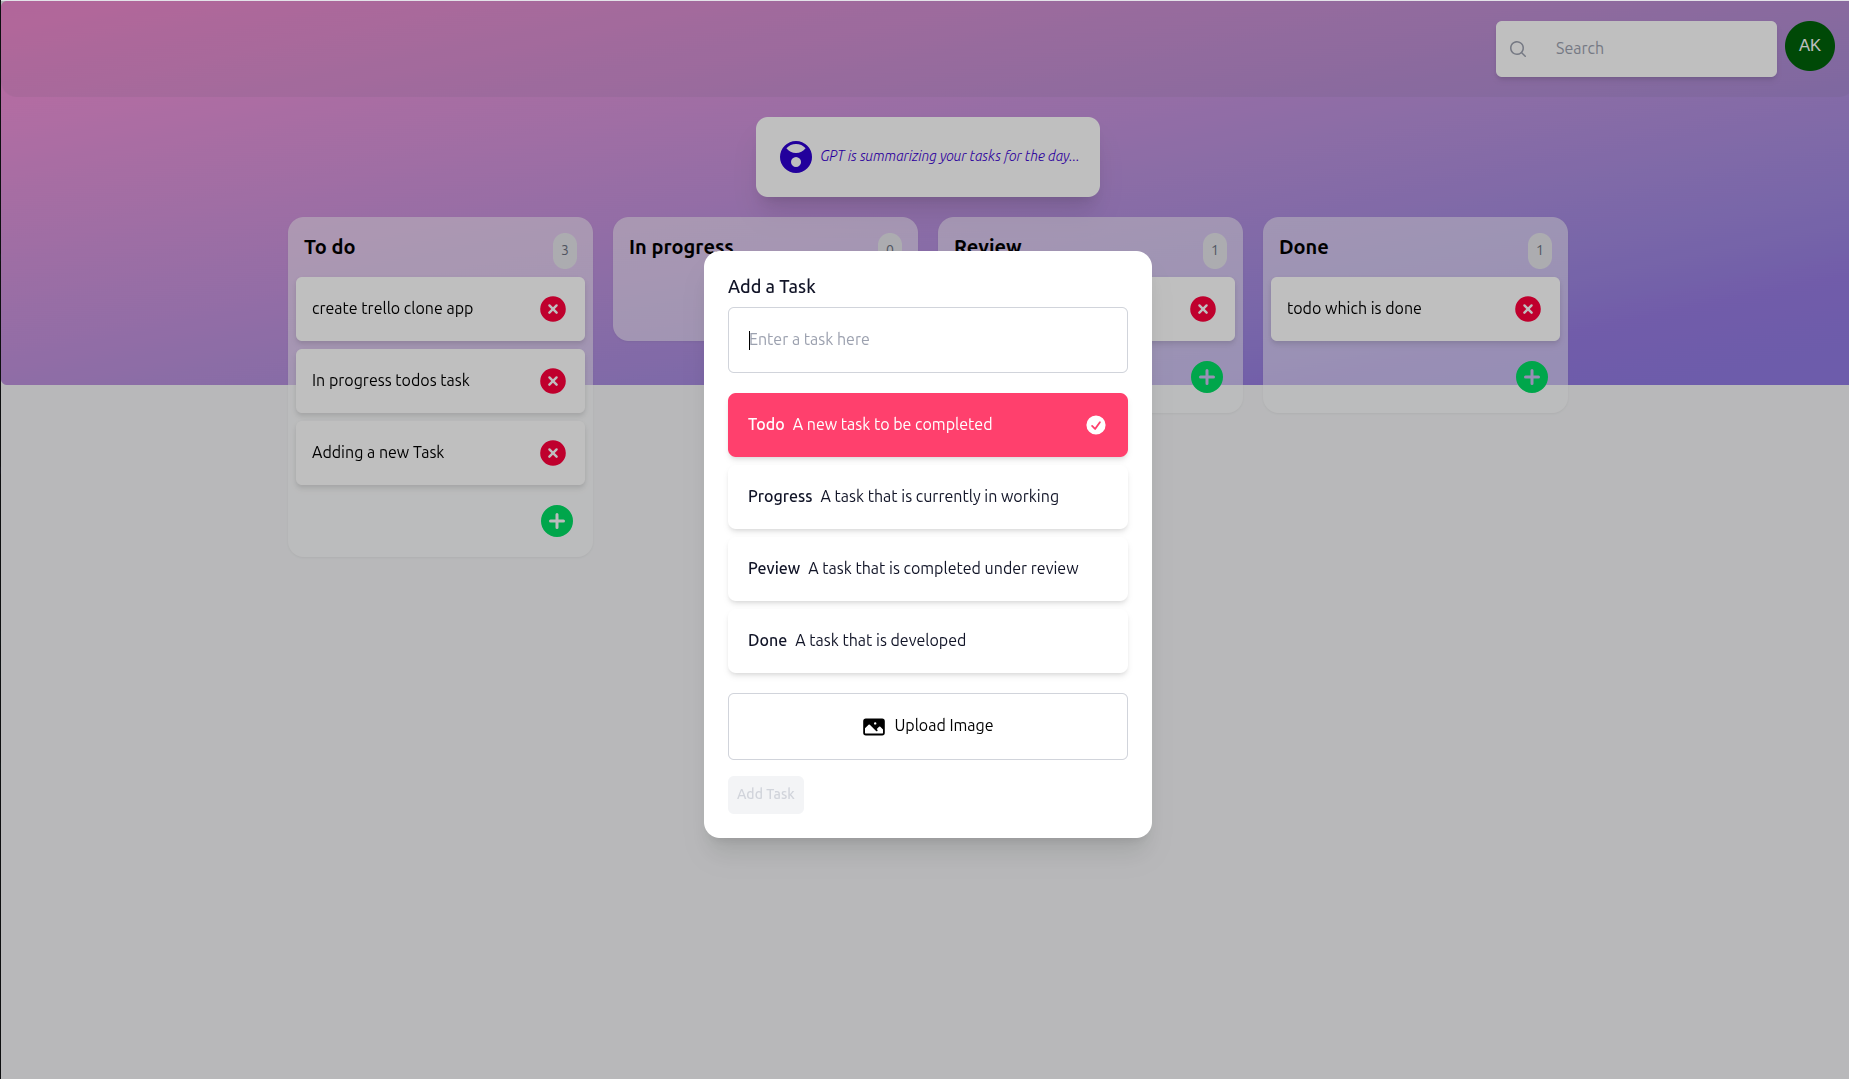 Search
AK
GPT is summarizing your tasks for the day...
To do
3
create trello clone app
In progress todos task
Adding a new Task
In progress
0
Review
1
Done
1
todo which is done
Add a Task
Enter a task here
Todo A new task to be completed
Progress A task that is currently in working
Peview A task that is completed under review
Done A task that is developed
Upload Image
Add Task